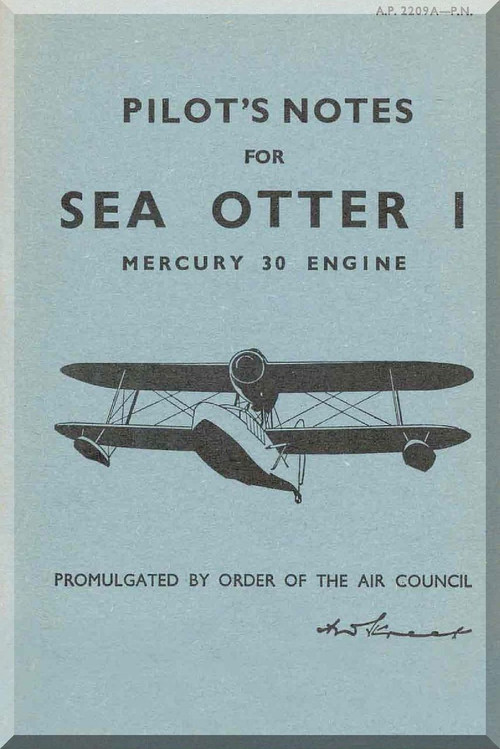 A.P. 2209A—P.N.
PILOT'S NOTES
FOR
SEA OTTER I
MERCURY 30 ENGINE
PROMULGATED BY ORDER OF THE AIR COUNCIL